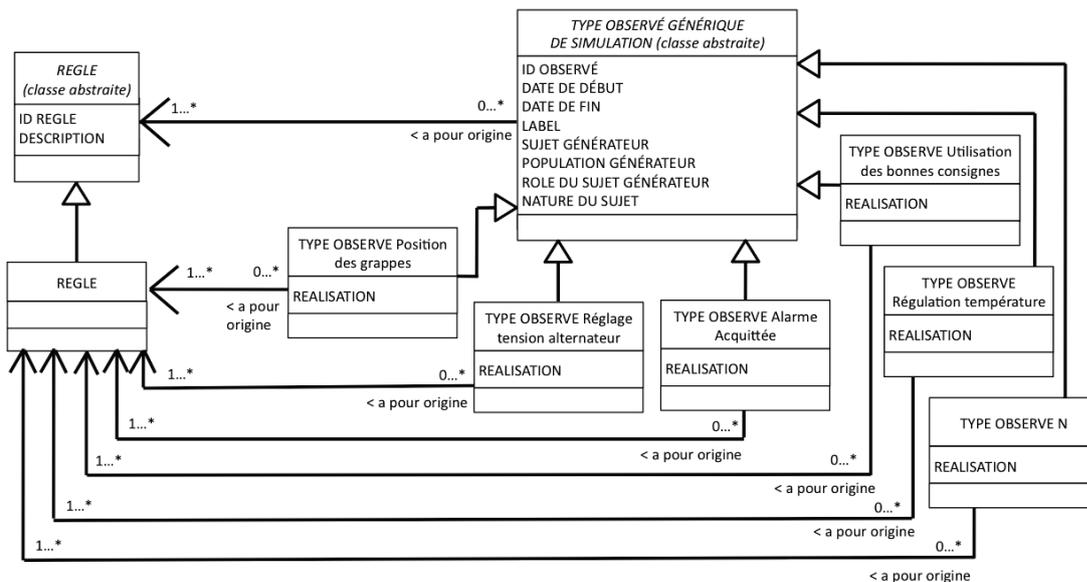 TYPE OBSERVÉ GÉNÉRIQUE
DE SIMULATION (classe abstraite)
ID OBSERVÉ
DATE DE DÉBUT
DATE DE FIN
LABEL
SUJET GÉNÉRATEUR
POPULATION GÉNÉRATEUR
ROLE DU SUJET GÉNÉRATEUR
NATURE DU SUJET
REGLE
(classe abstraite)
ID REGLE
DESCRIPTION
1...*
0...*
< a pour origine
TYPE OBSERVE Utilisation
des bonnes consignes
REALISATION
TYPE OBSERVE Position
des grappes
REALISATION
REGLE
1...*
0...*
< a pour
origine
TYPE OBSERVE
Régulation température
REALISATION
TYPE OBSERVE Réglage
tension alternateur
REALISATION
TYPE OBSERVE Alarme
Acquittée
REALISATION
1...*
0...*
< a pour origine
TYPE OBSERVE N
REALISATION
1...*
0...*
< a pour origine
1...*
0...*
< a pour origine
1...*
0...*
< a pour origine
1...*
0...*
< a pour origine